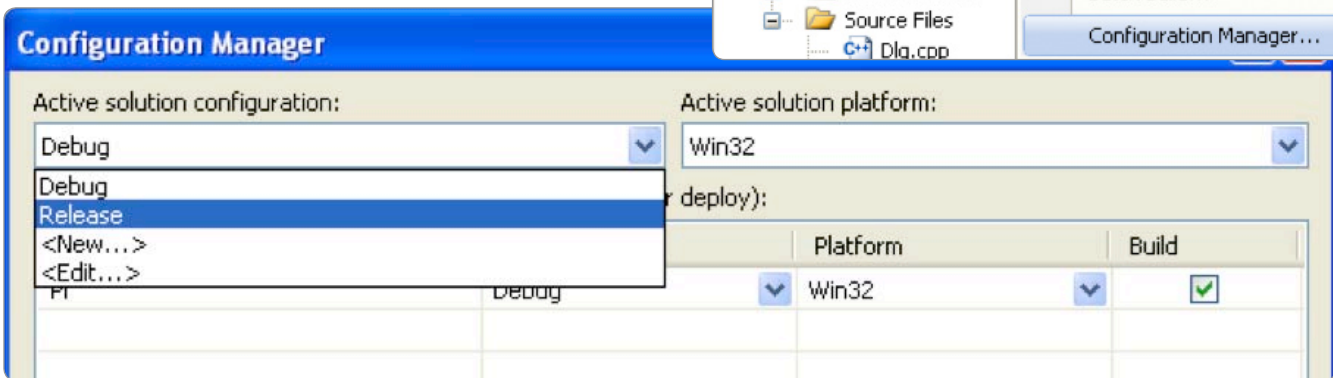 Source Files
Dlg.cpp
Configuration Manager...
Configuration Manager
Active solution configuration:
Active solution platform:
Debug
Win32
Debug
Release
<New...>
<Edit...>
r deploy):
Platform
Build
Debug
Win32